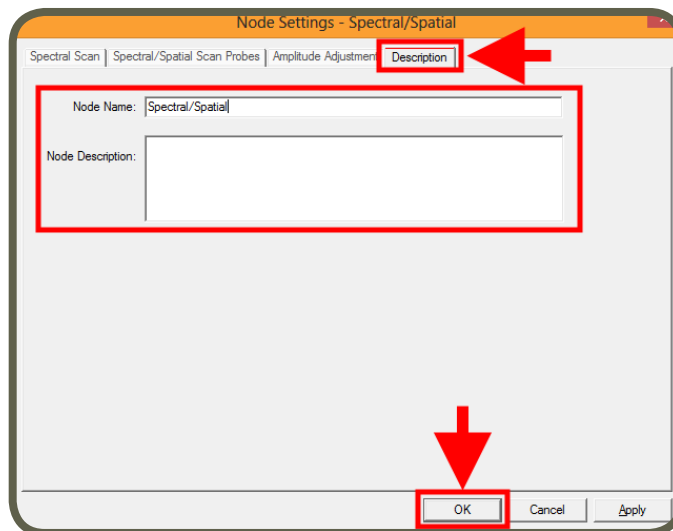 Node Settings - Spectral/Spatial
Spectral Scan Spectral/Spatial Scan Probes Amplitude Adjustment Description
Node Name: Spectral/Spatial
Node Description:
OK Cancel Apply